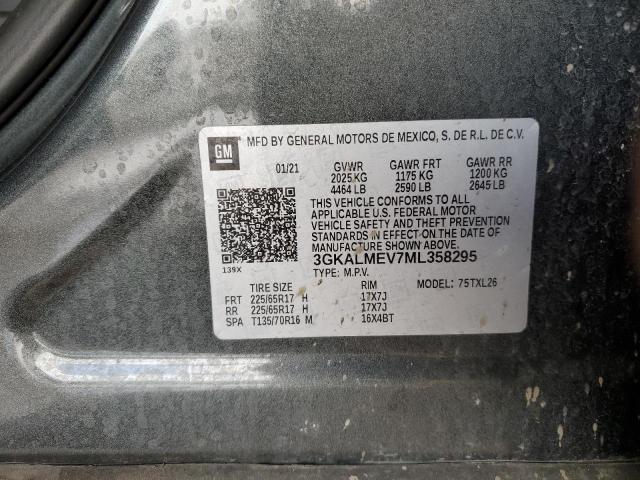 GM
MFD BY GENERAL MOTORS DE MEXICO, S. DE R.L. DE C.V.
01/21 GVWR GAWR FRT GAWR RR
2025 KG 1175 KG 1200 KG
4464 LB 2590 LB 2645 LB
THIS VEHICLE CONFORMS TO ALL
APPLICABLE U.S. FEDERAL MOTOR
VEHICLE SAFETY AND THEFT PREVENTION
STANDARDS IN EFFECT ON THE DATE OF
MANUFACTURE SHOWN ABOVE.
139X
3GKALMEV7ML358295
TYPE: M.P.V. MODEL: 75TXL26
TIRE SIZE RIM
FRT 225/65R17 H 17X7J
RR 225/65R17 H 17X7J
SPA T135/70R16 M 16X4BT